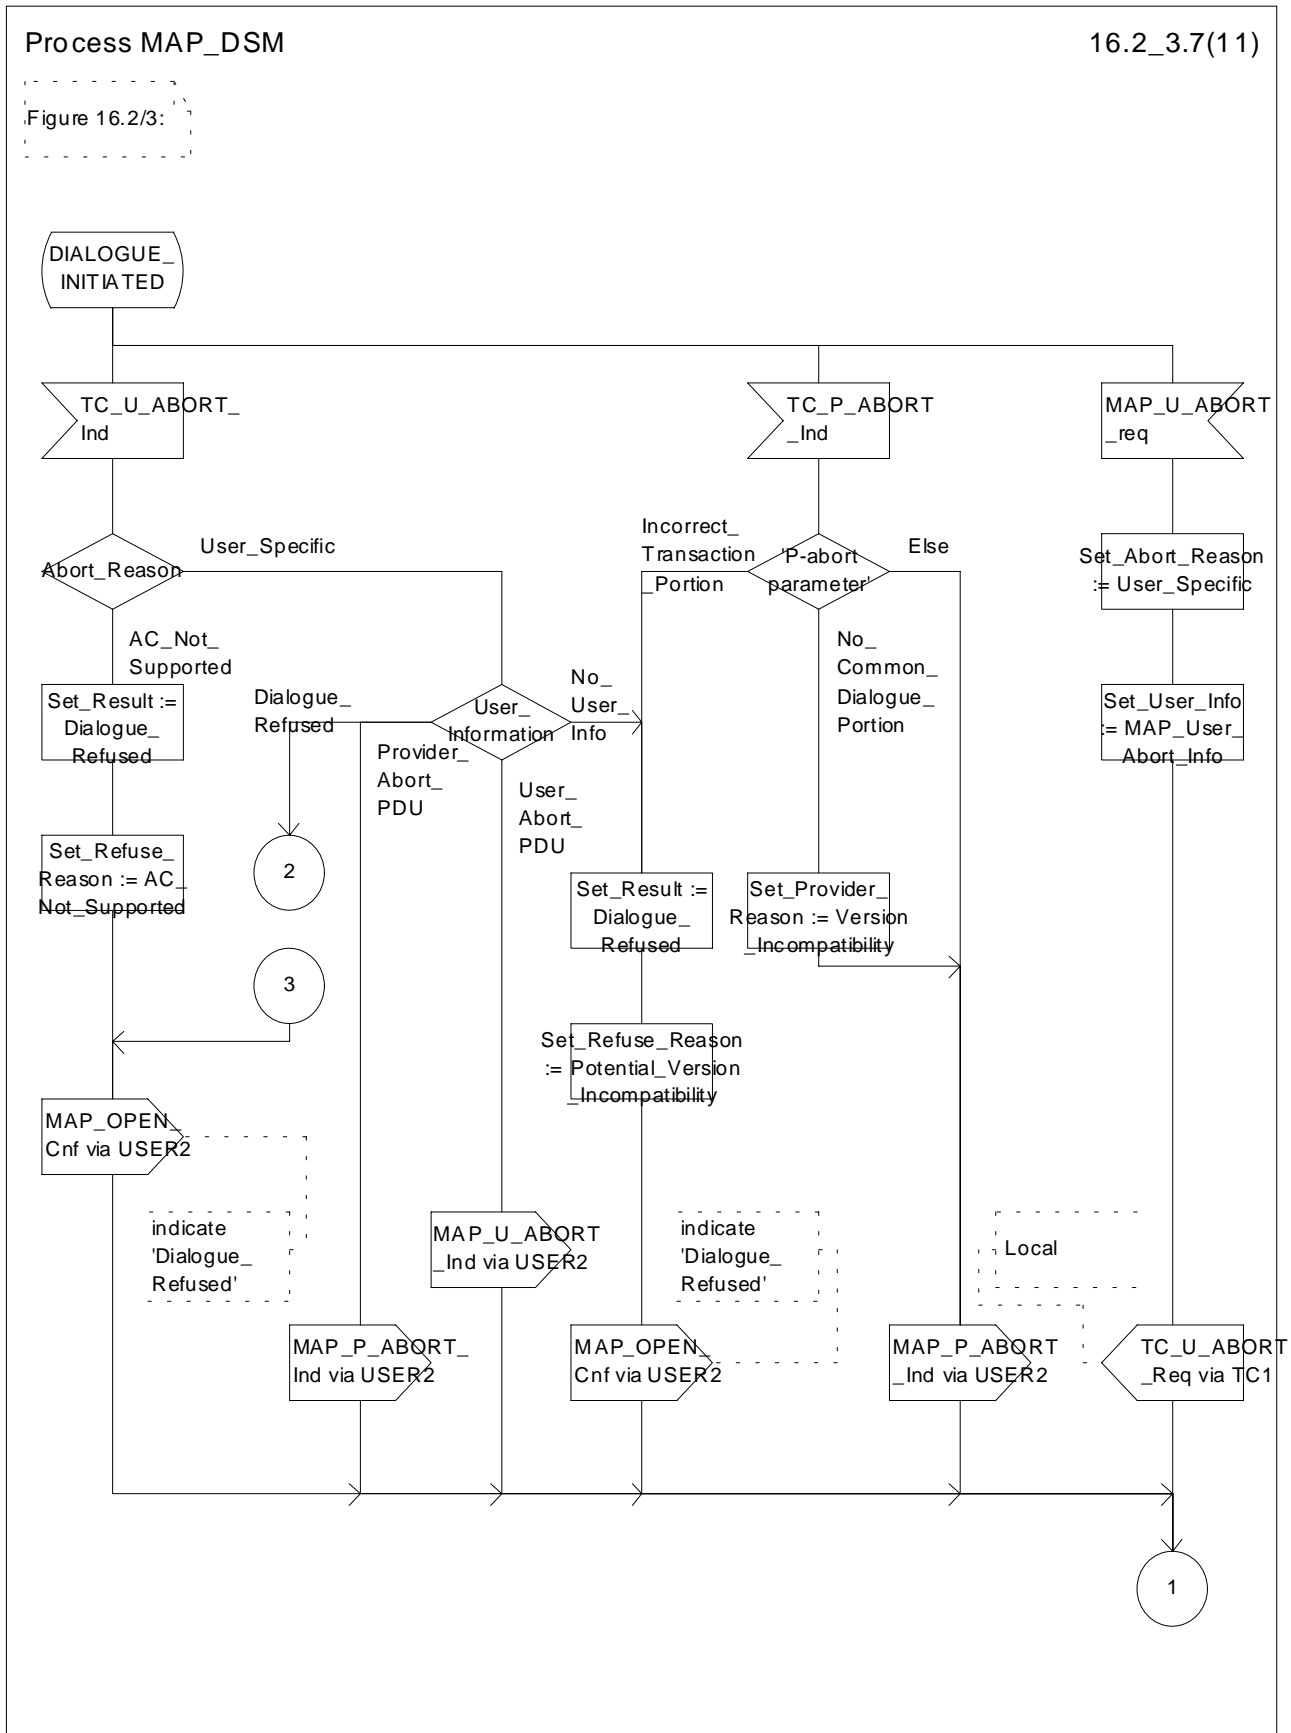 Process MAP_DSM
16.2_3.7(11)
Figure 16.2/3:
DIALOGUE_
INITIATED
TC_U_ABORT_
Ind
TC_P_ABORT
_Ind
MAP_U_ABORT
_req
Abort_Reason
User_Specific
Incorrect_
Transaction
_Portion
'P-abort
parameter'
Else
Set_Abort_Reason
:= User_Specific
AC_Not_
Supported
No_
Common_
Dialogue_
Portion
Set_Result :=
Dialogue_
Refused
Dialogue_
Refused
User_
Information
No_
User_
Info
Provider_
Abort_
PDU
User_
Abort_
PDU
Set_User_Info
:= MAP_User_
Abort_Info
Set_Refuse_
Reason := AC_
Not_Supported
2
Set_Result :=
Dialogue_
Refused
Set_Provider_
Reason := Version
_Incompatibility
3
Set_Refuse_Reason
:= Potential_Version
_Incompatibility
MAP_OPEN_
Cnf via USER2
indicate
'Dialogue_
Refused'
MAP_U_ABORT
_Ind via USER2
indicate
'Dialogue_
Refused'
Local
MAP_P_ABORT_
Ind via USER2
MAP_OPEN_
Cnf via USER2
MAP_P_ABORT
_Ind via USER2
TC_U_ABORT
_Req via TC1
1